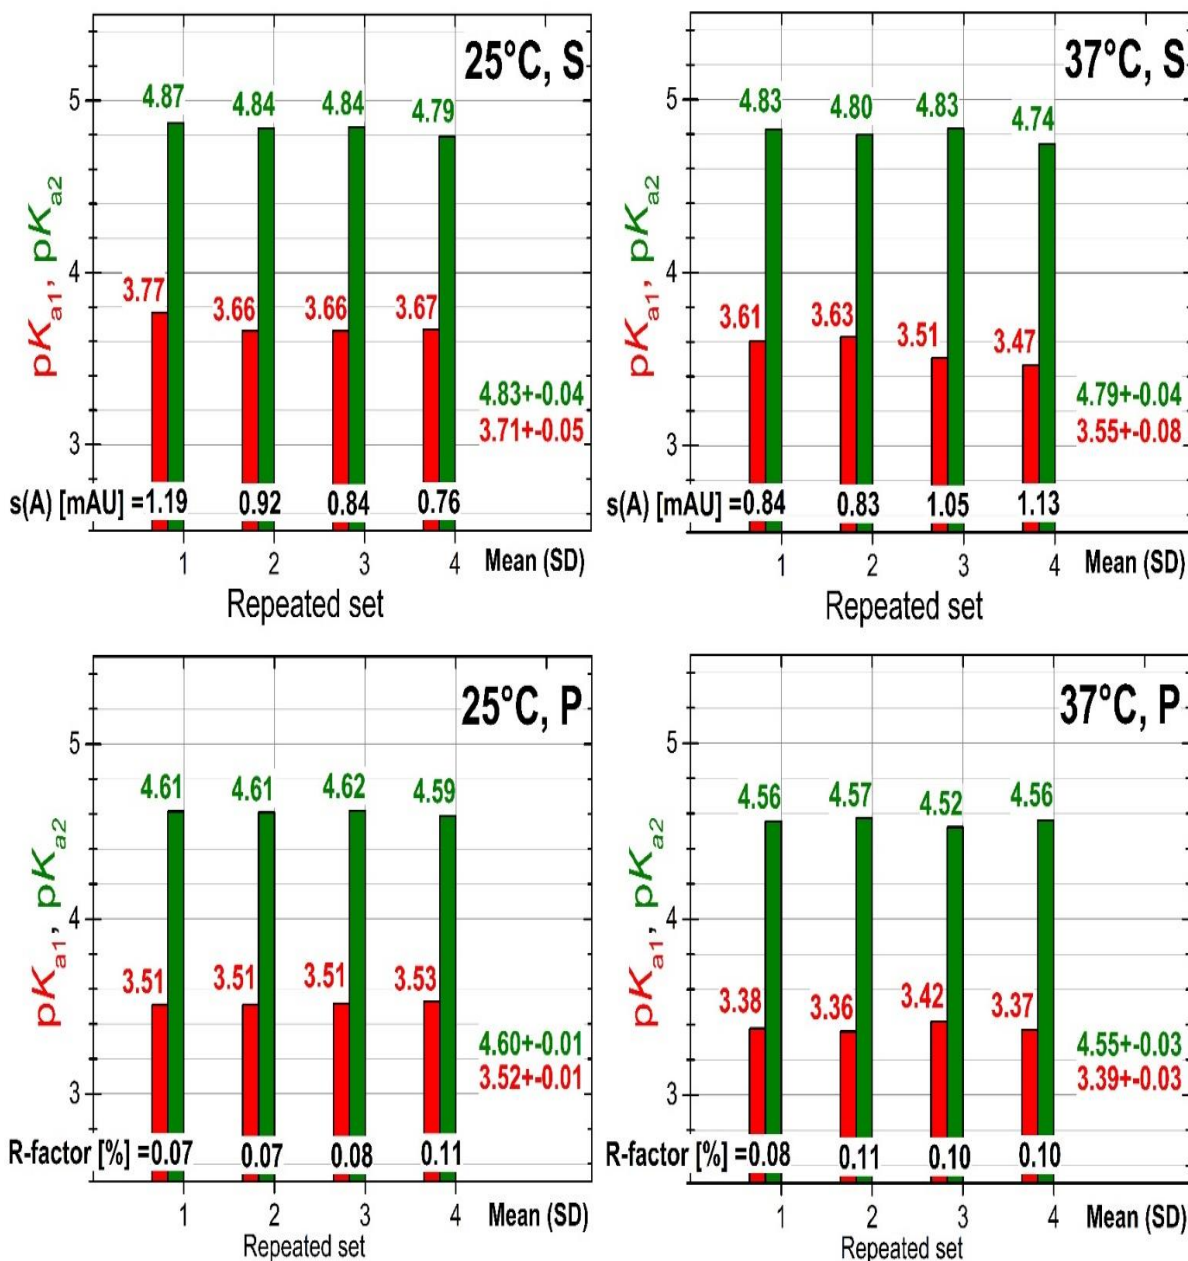 25°C, S
5
4.87
4.84
4.84
4.79
pKa1, pKa2
4
3.77
3.66
3.66
3.67
4.83+-0.04
3.71+-0.05
3
s(A) [mAU] =1.19 0.92 0.84 0.76
1 2 3 4 Mean (SD)
Repeated set
37°C, S
5
4.83
4.80
4.83
4.74
pKa1, pKa2
4
3.61
3.63
3.51
3.47
4.79+-0.04
3.55+-0.08
3
s(A) [mAU] =0.84 0.83 1.05 1.13
1 2 3 4 Mean (SD)
Repeated set
25°C, P
5
4.61
4.61
4.62
4.59
pKa1, pKa2
4
3.51
3.51
3.51
3.53
4.60+-0.01
3.52+-0.01
3
R-factor [%] =0.07 0.07 0.08 0.11
1 2 3 4 Mean (SD)
Repeated set
37°C, P
5
4.56
4.57
4.52
4.56
pKa1, pKa2
4
3.38
3.36
3.42
3.37
4.55+-0.03
3.39+-0.03
3
R-factor [%] =0.08 0.11 0.10 0.10
1 2 3 4 Mean (SD)
Repeated set